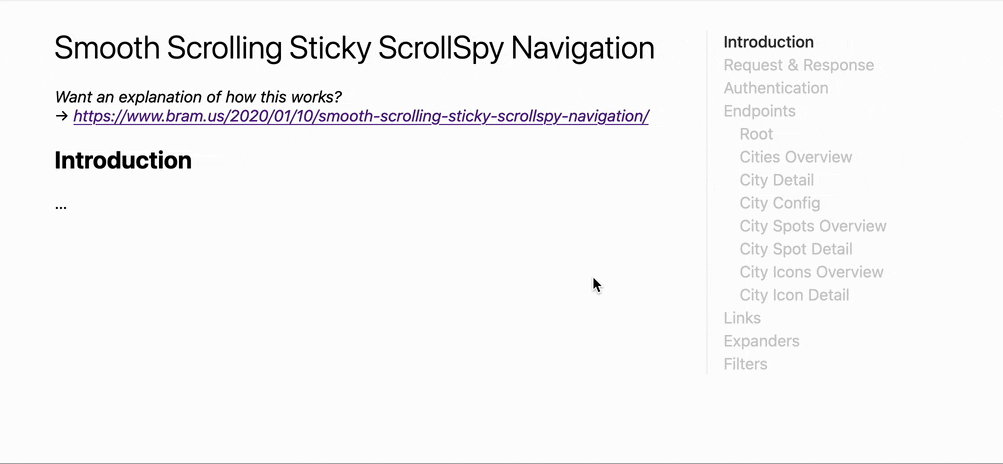 Smooth Scrolling Sticky ScrollSpy Navigation
Want an explanation of how this works?
→ https://www.bram.us/2020/01/10/smooth-scrolling-sticky-scrollspy-navigation/
Introduction
...
Introduction
Request & Response
Authentication
Endpoints
Root
Cities Overview
City Detail
City Config
City Spots Overview
City Spot Detail
City Icons Overview
City Icon Detail
Links
Expanders
Filters